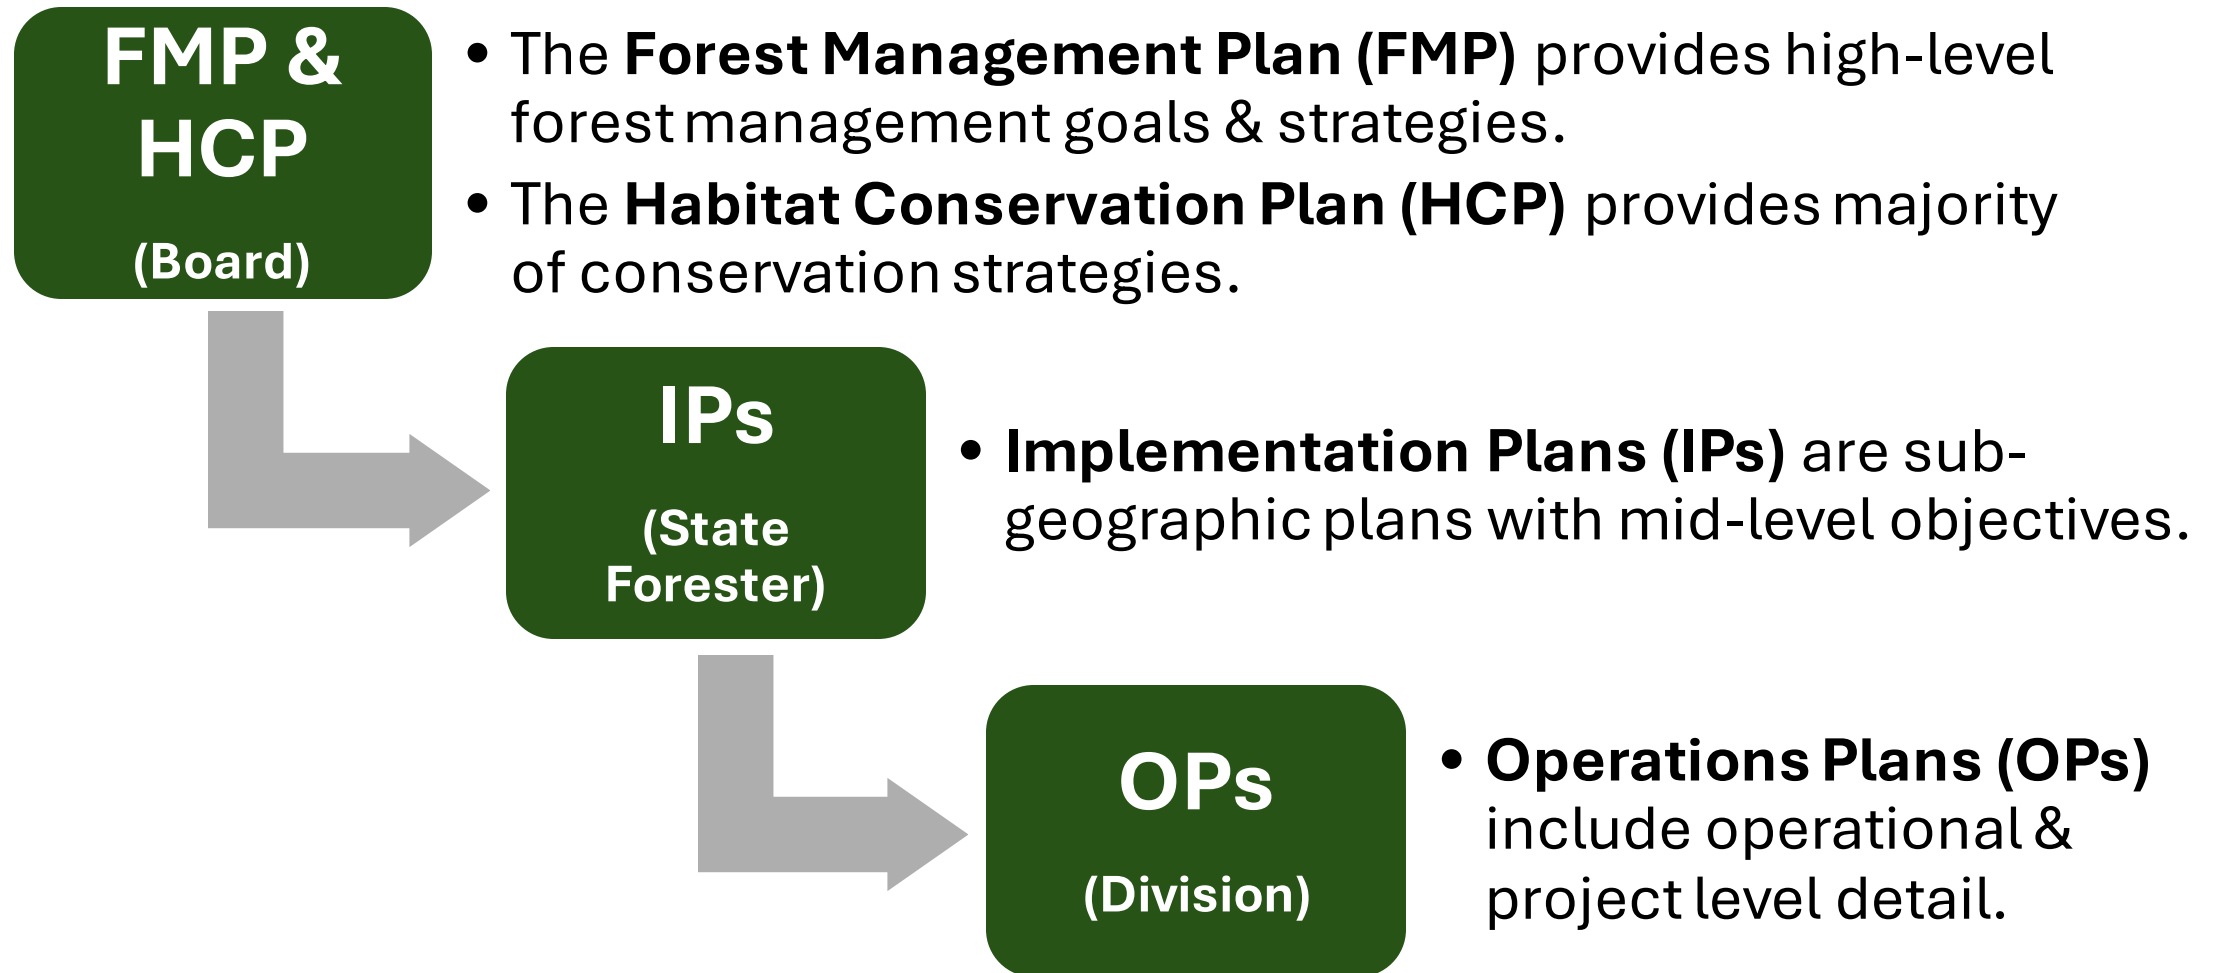 FMP &
HCP
(Board)
• The Forest Management Plan (FMP) provides high-level
forest management goals & strategies.
• The Habitat Conservation Plan (HCP) provides majority
of conservation strategies.
IPs
(State
Forester)
• Implementation Plans (IPs) are sub-
geographic plans with mid-level objectives.
OPs
(Division)
• Operations Plans (OPs)
include operational &
project level detail.